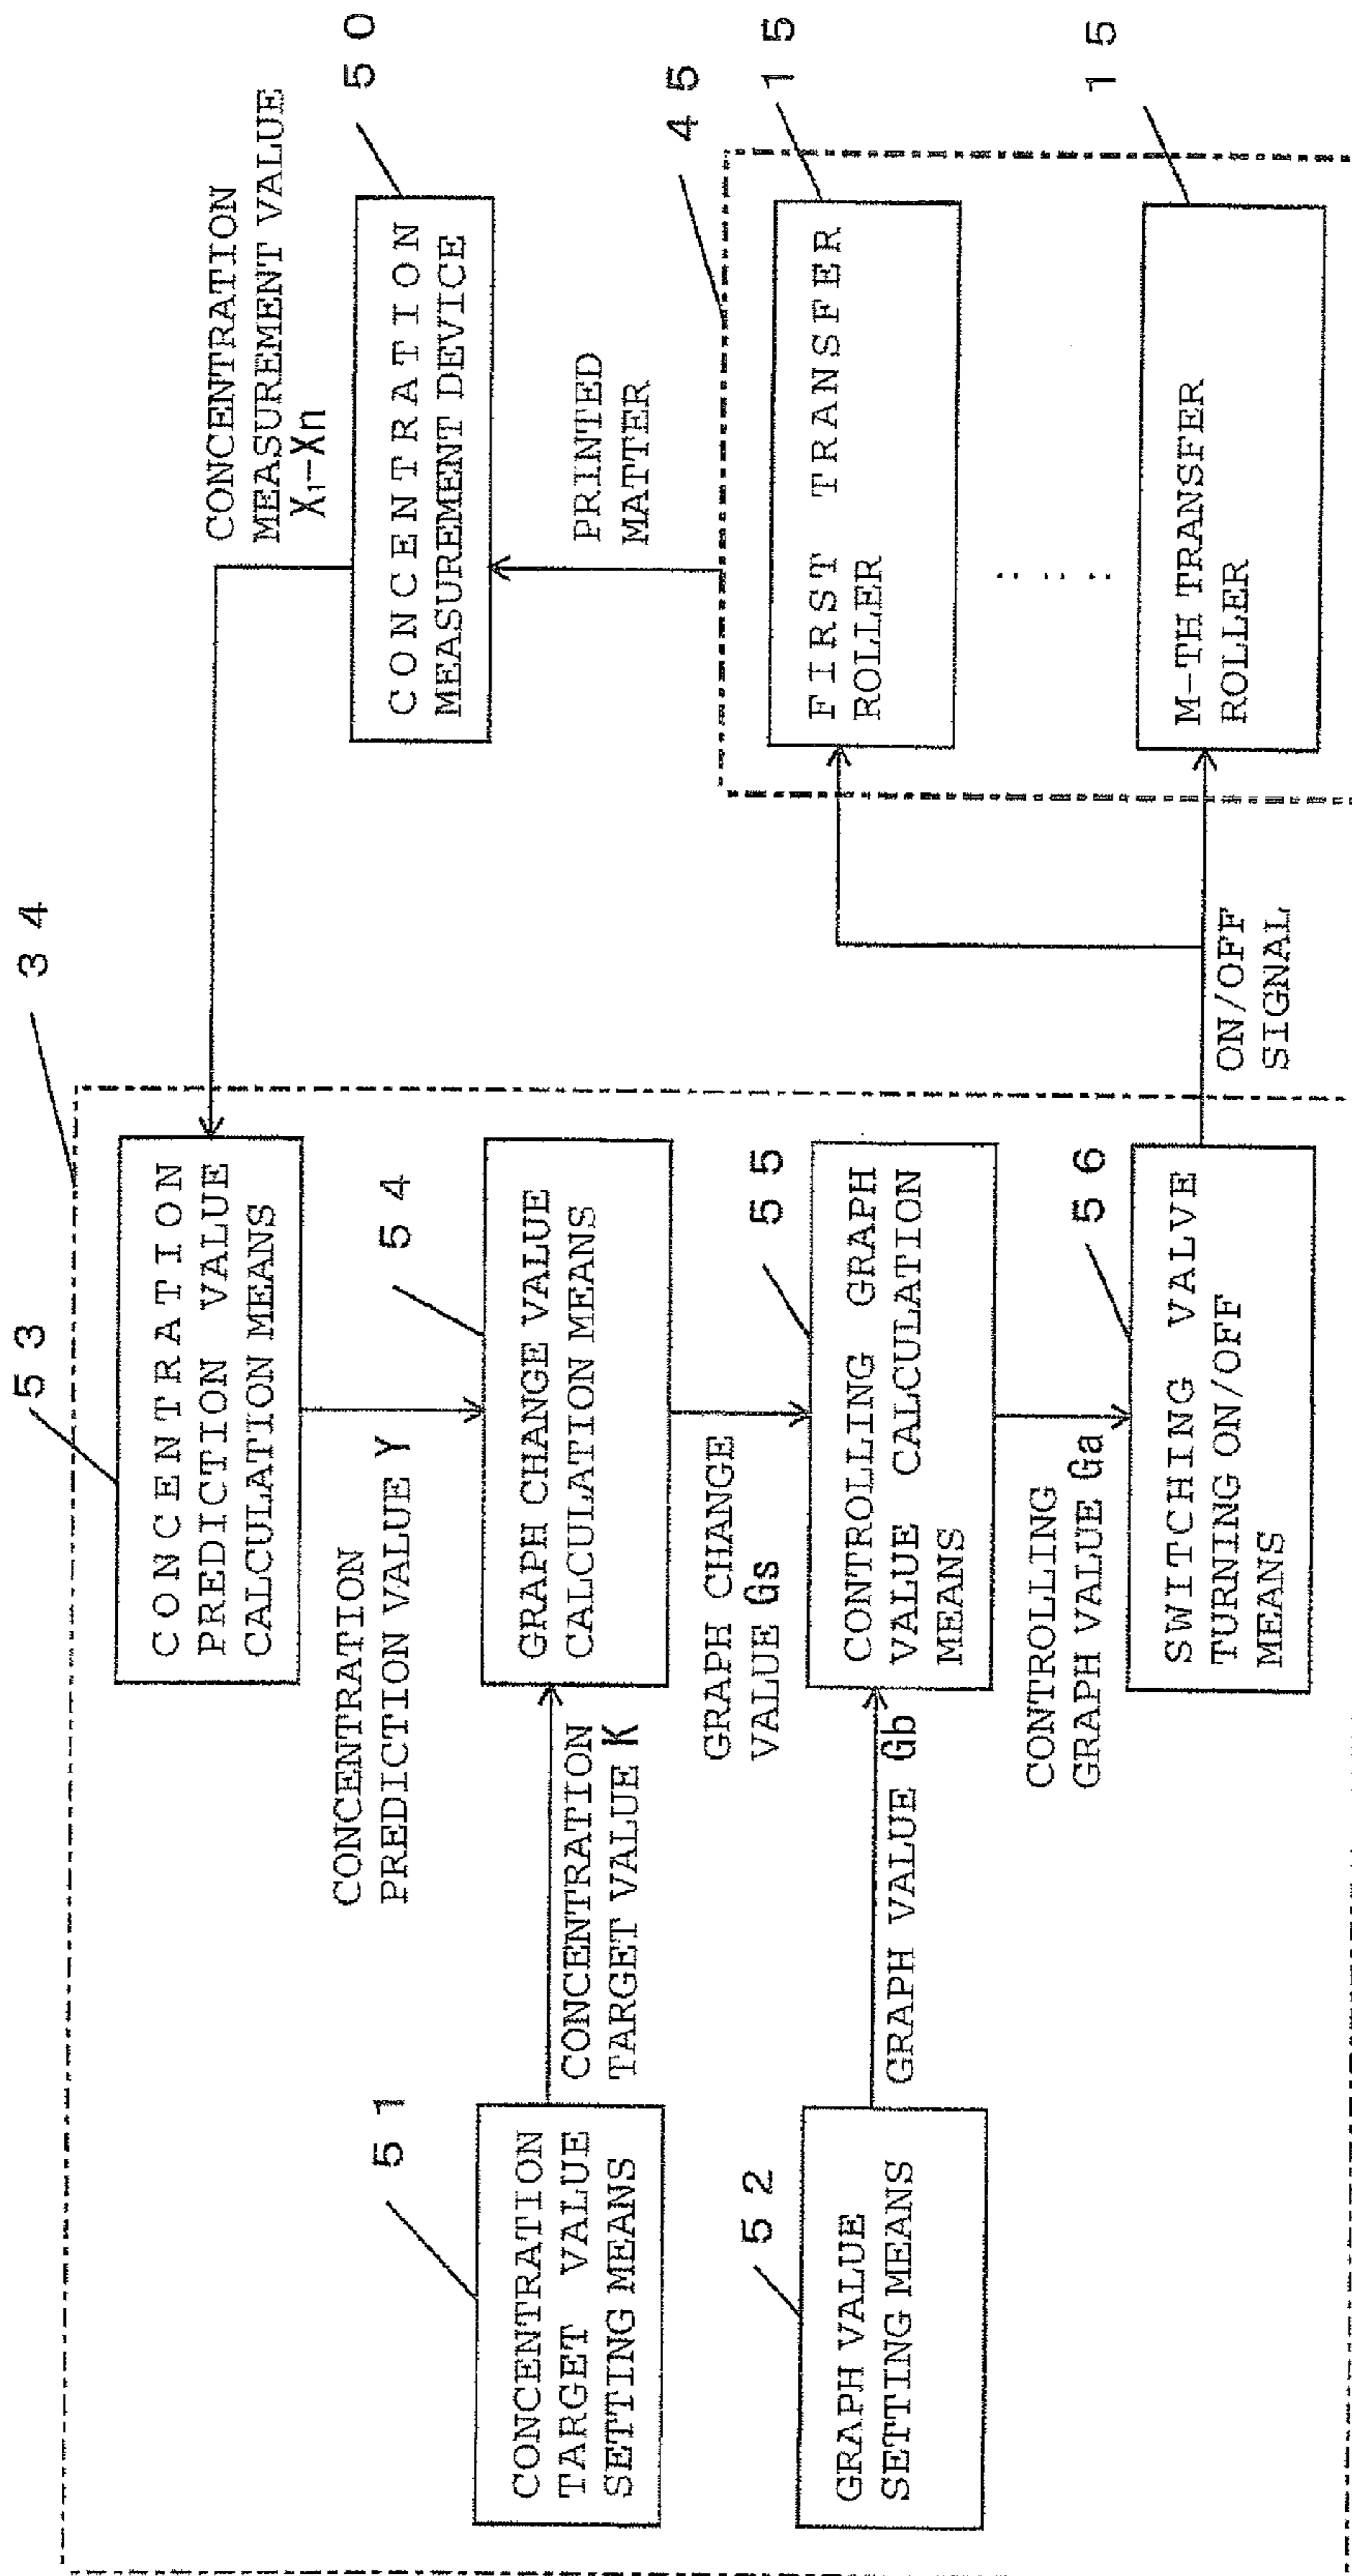 34
53
CONCENTRATION
PREDICTION VALUE
CALCULATION MEANS
CONCENTRATION
MEASUREMENT VALUE
X₁-Xn
50
CONCENTRATION
MEASUREMENT DEVICE
CONCENTRATION
PREDICTION VALUE Y
PRINTED
MATTER
51
CONCENTRATION
TARGET VALUE
SETTING MEANS
CONCENTRATION
TARGET VALUE K
54
GRAPH CHANGE VALUE
CALCULATION MEANS
GRAPH CHANGE
VALUE Gs
45
15
FIRST TRANSFER
ROLLER
52
GRAPH VALUE
SETTING MEANS
GRAPH VALUE Gb
55
CONTROLLING GRAPH
VALUE CALCULATION
MEANS
CONTROLLING
GRAPH VALUE Ga
56
SWITCHING VALVE
TURNING ON/OFF
MEANS
ON/OFF
SIGNAL
15
M-TH TRANSFER
ROLLER